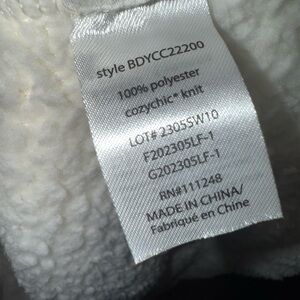 style BDYCC22200
100% polyester
cozychic* knit
LOT# 2305SW10
F202305LF-1
G202305LF-1
RN#111248
MADE IN CHINA/
Fabriqué en Chine